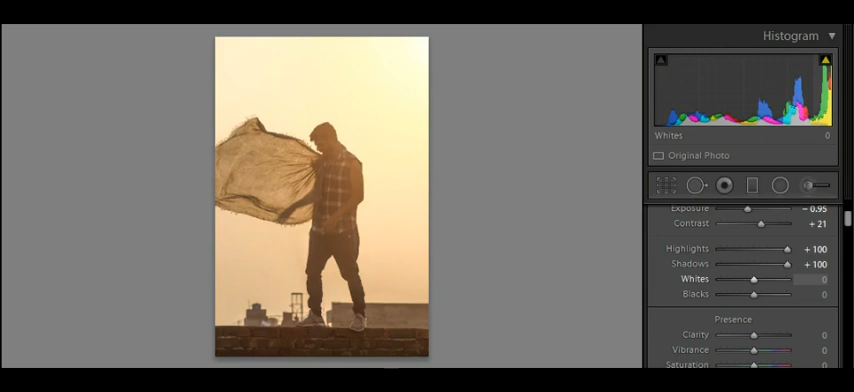 Histogram
Whites 0
Original Photo
Exposure − 0.95
Contrast + 21
Highlights + 100
Shadows + 100
Whites 0
Blacks 0
Presence
Clarity 0
Vibrance 0
Saturation 0